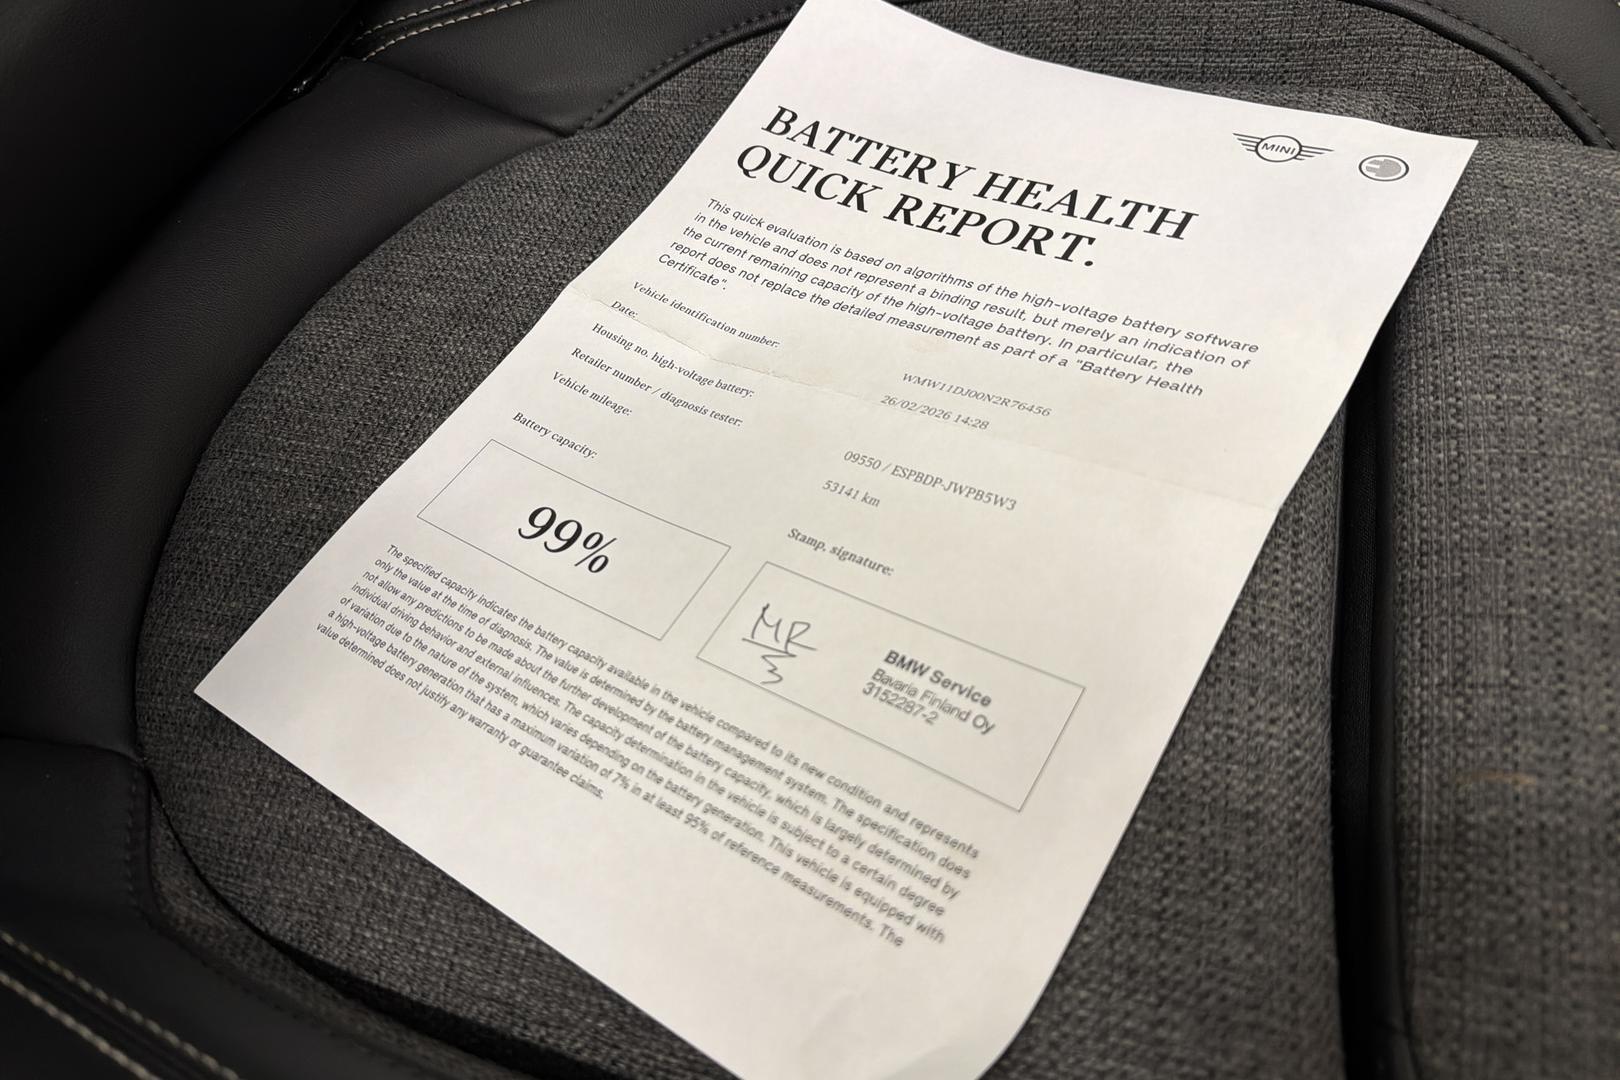 BATTERY HEALTH
QUICK REPORT.
MINI
This quick evaluation is based on algorithms of the high-voltage battery software
in the vehicle and does not represent a binding result, but merely an indication of
the current remaining capacity of the high-voltage battery. In particular, the
report does not replace the detailed measurement as part of a "Battery Health
Certificate".
Vehicle identification number: WMW11DJ00N2R76456
Date: 26/02/2026 14:28
Housing no. high-voltage battery:
Retailer number / diagnosis tester: 09550 / ESPBDP-JWPB5W3
Vehicle mileage: 53141 km
Battery capacity:
99%
Stamp, signature:
MR
BMW Service
Bavaria Finland Oy
3152287-2
The specified capacity indicates the battery capacity available in the vehicle compared to its new condition and represents
only the value at the time of diagnosis. The value is determined by the battery management system. The specification does
not allow any predictions to be made about the further development of the battery capacity, which is largely determined by
individual driving behavior and external influences. The capacity determination in the vehicle is subject to a certain degree
of variation due to the nature of the system, which varies depending on the battery generation. This vehicle is equipped with
a high-voltage battery generation that has a maximum variation of 7% in at least 95% of reference measurements. The
value determined does not justify any warranty or guarantee claims.